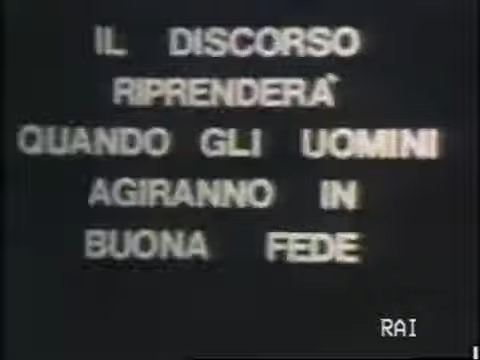 IL DISCORSO
RIPRENDERÀ
QUANDO GLI UOMINI
AGIRANNO IN
BUONA FEDE
RAI